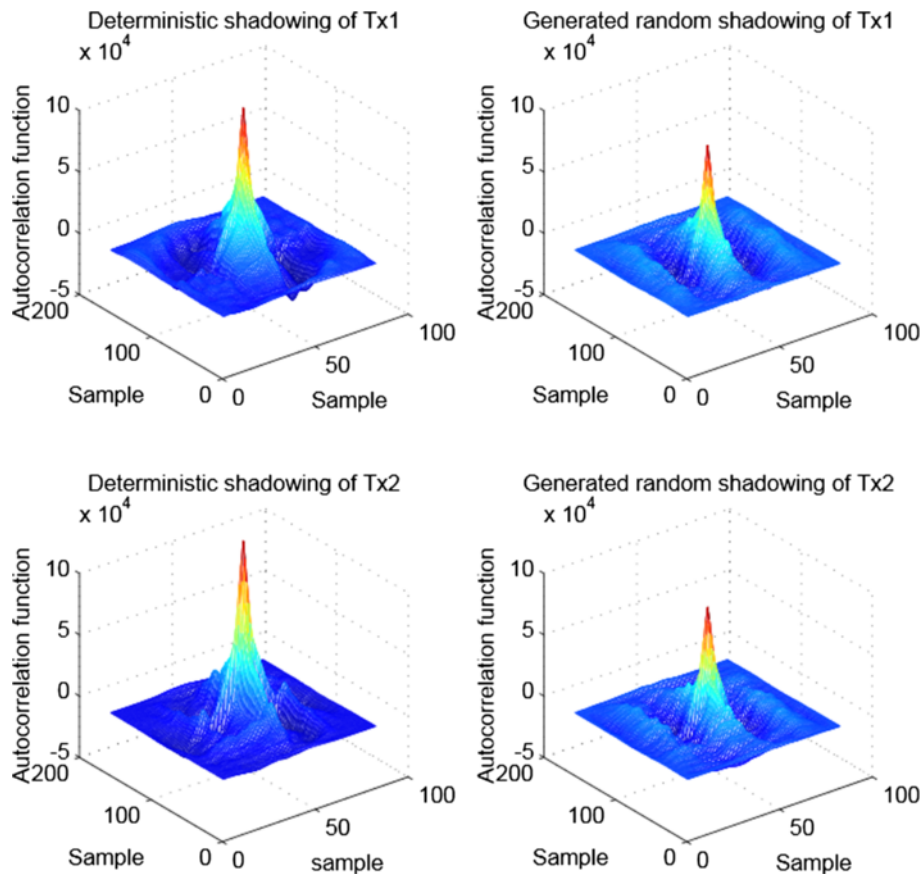 Deterministic shadowing of Tx1
x 10^4
Autocorrelation function
10
5
0
-5
200
100
0
Sample
0
50
100
Sample
Generated random shadowing of Tx1
x 10^4
Autocorrelation function
10
5
0
-5
200
100
0
Sample
0
50
100
Sample
Deterministic shadowing of Tx2
x 10^4
Autocorrelation function
10
5
0
-5
200
100
0
Sample
0
50
100
sample
Generated random shadowing of Tx2
x 10^4
Autocorrelation function
10
5
0
-5
200
100
0
Sample
0
50
100
Sample